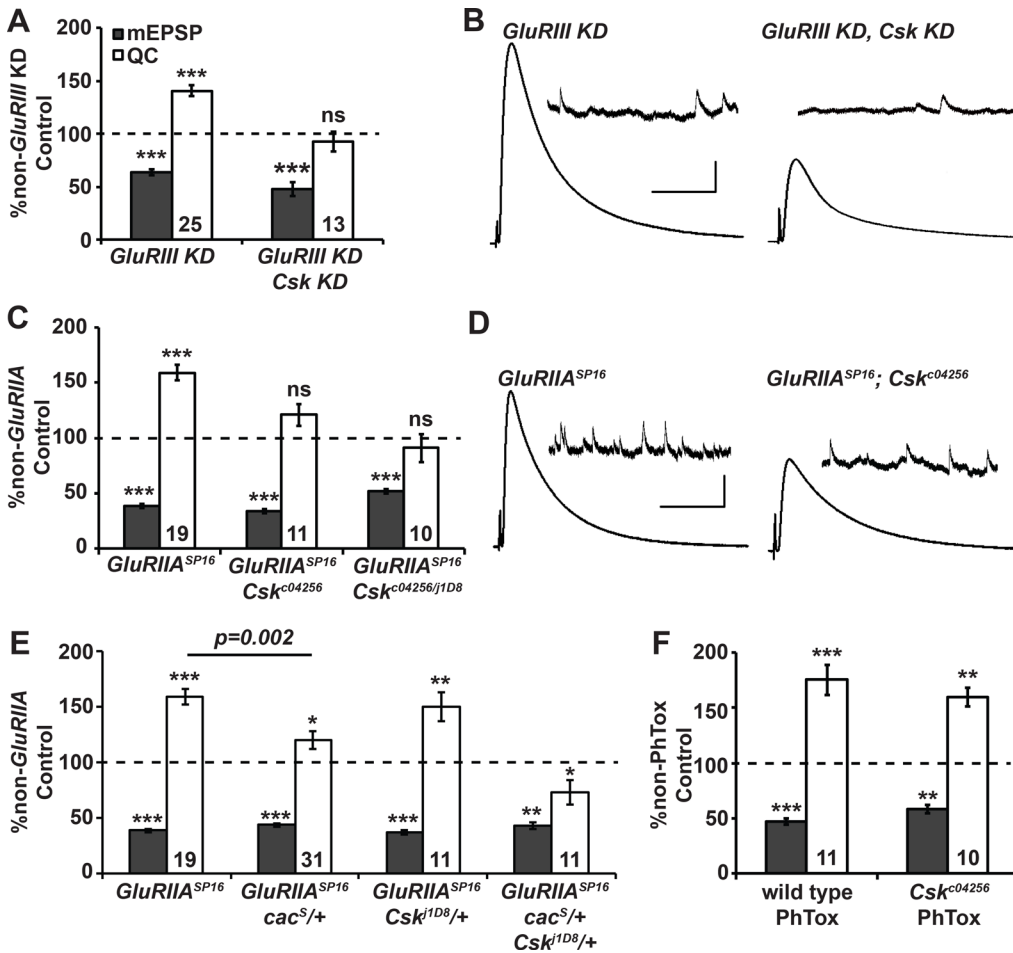 A
%non-GluRIII KD
Control
200
150
100
50
0
mEPSP
QC
***
***
***
ns
25
13
GluRIII KD
GluRIII KD
Csk KD
B
GluRIII KD
GluRIII KD, Csk KD
C
%non-GluRIIA
Control
200
150
100
50
0
***
***
***
ns
***
ns
19
11
10
GluRIIA^SP16
GluRIIA^SP16
Csk^c04256
GluRIIA^SP16
Csk^c04256/j1D8
D
GluRIIA^SP16
GluRIIA^SP16; Csk^c04256
E
%non-GluRIIA
Control
200
150
100
50
0
p=0.002
***
***
***
*
***
**
**
*
19
31
11
11
GluRIIA^SP16
GluRIIA^SP16
cac^S/+
GluRIIA^SP16
Csk^j1D8/+
GluRIIA^SP16
cac^S/+
Csk^j1D8/+
F
%non-PhTox
Control
200
150
100
50
0
***
***
**
**
11
10
wild type
PhTox
Csk^c04256
PhTox